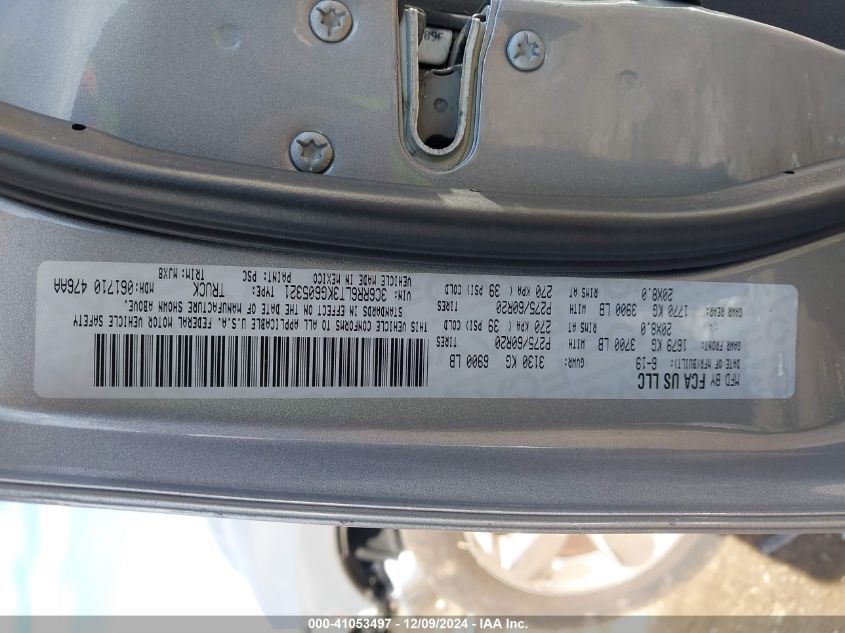 MFD BY FCA US LLC
DATE OF MFR(BUILT): 6-19 GVWR: 3130 KG 6900 LB
GAWR FRONT: 1679 KG 3700 LB WITH P275/60R20 TIRES
20X8.0 RIMS AT 270 KPA ( 39 PSI) COLD
GAWR REAR: 1770 KG 3900 LB WITH P275/60R20 TIRES
20X8.0 RIMS AT 270 KPA ( 39 PSI) COLD
THIS VEHICLE CONFORMS TO ALL APPLICABLE U.S.A. FEDERAL MOTOR VEHICLE SAFETY
STANDARDS IN EFFECT ON THE DATE OF MANUFACTURE SHOWN ABOVE.
VIN: 3C6RR6LT3KG605321 TYPE: TRUCK MDH: 061710 476AA
PAINT: PSC TRIM: MJX8
VEHICLE MADE IN MEXICO
000-41053497 - 12/09/2024 - IAA Inc.